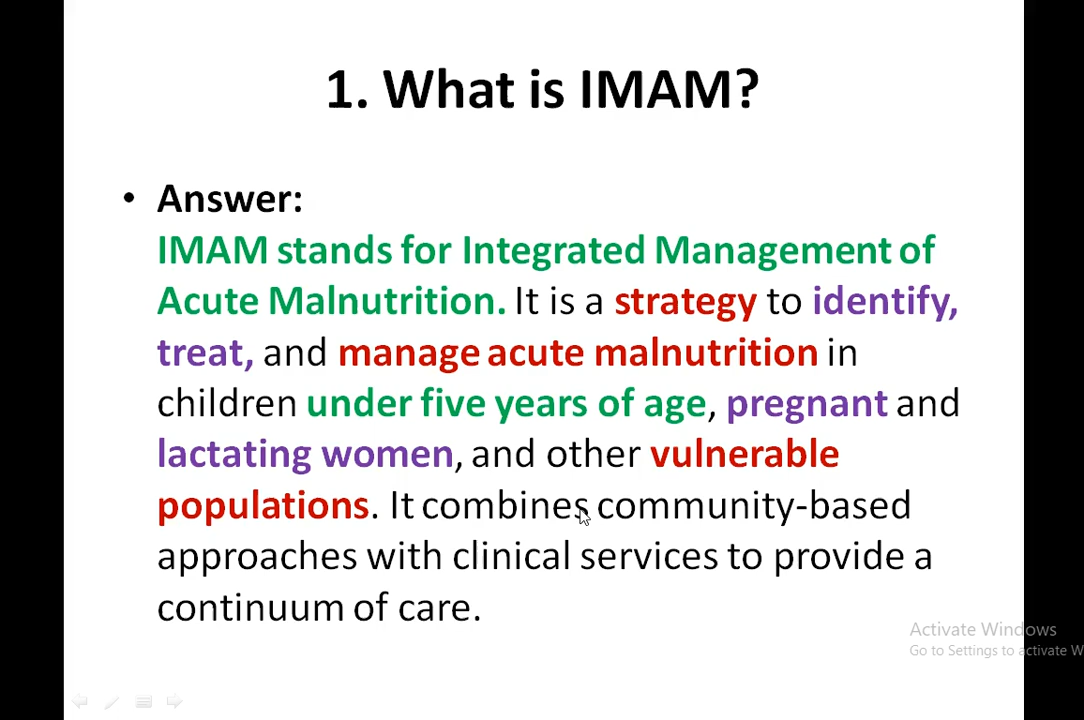 1. What is IMAM?
• Answer:
IMAM stands for Integrated Management of
Acute Malnutrition. It is a strategy to identify,
treat, and manage acute malnutrition in
children under five years of age, pregnant and
lactating women, and other vulnerable
populations. It combines community-based
approaches with clinical services to provide a
continuum of care.
Activate Windows
Go to Settings to activate W